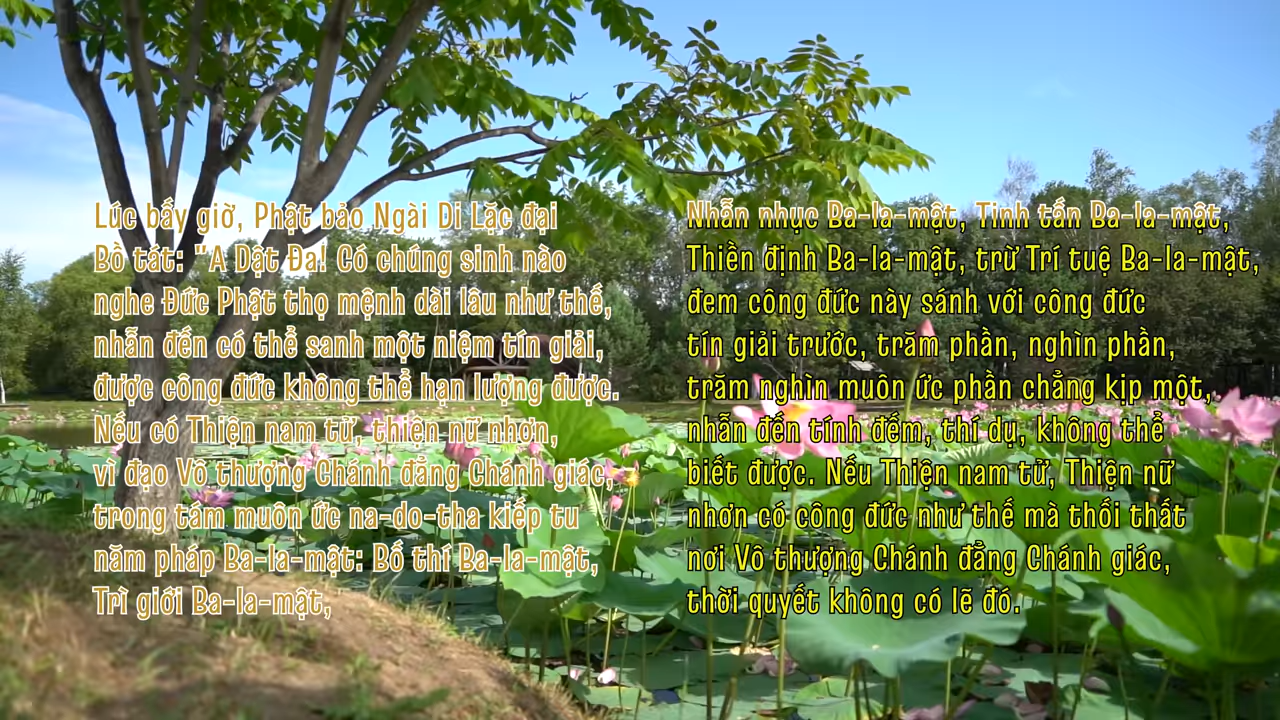 Lúc bấy giờ, Phật bảo Ngài Di Lặc đại
Bồ tát: "A Dật Đa! Có chúng sinh nào
nghe Đức Phật thọ mệnh dài lâu như thế,
nhẫn đến có thể sanh một niệm tín giải,
được công đức không thể hạn lượng được.
Nếu có Thiện nam tử, thiện nự nhơn,
vì đạo Vô thượng Chánh đẳng Chánh giác,
trong tám muôn ức na-do-tha kiếp tu
năm pháp Ba-la-mật: Bố thí Ba-la-mật,
Trì giới Ba-la-mật,
Nhẫn nhục Ba-la-mật, Tinh tấn Ba-la-mật,
Thiền định Ba-la-mật, trừ Trí tuệ Ba-la-mật,
đem công đức này sánh với công đức
tín giải trước, trăm phần, nghìn phần,
trăm nghìn muôn ức phần chẳng kịp một,
nhẫn đến tính đếm, thí dụ, không thể
biết được. Nếu Thiện nam tử, Thiện nữ
nhơn có công đức như thế mà thối thất
nơi Vô thượng Chánh đẳng Chánh giác,
thời quyết không có lẽ đó.